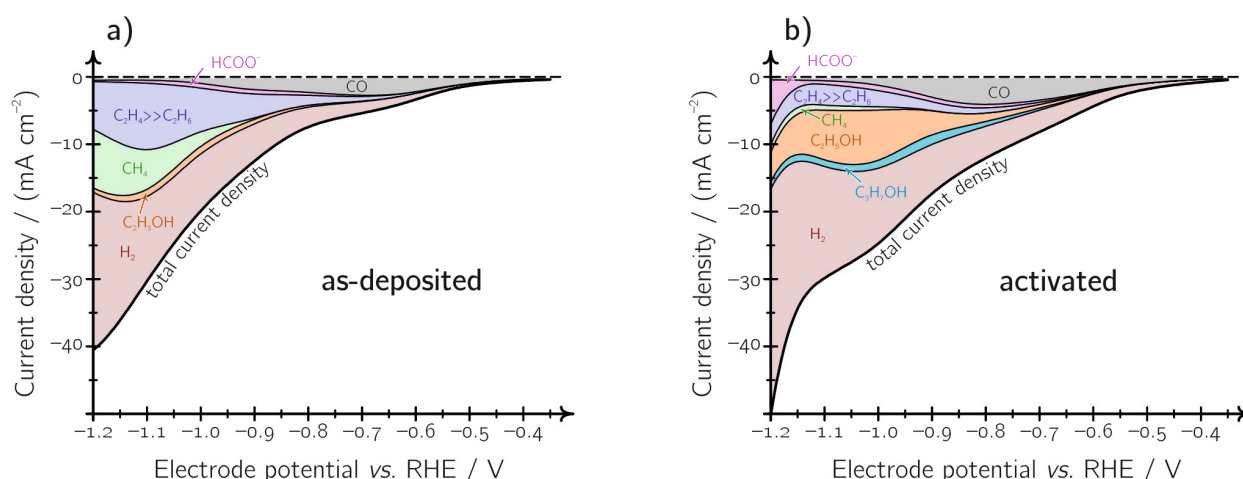 a)
HCOO⁻
CO
C₂H₄>>C₂H₆
CH₄
C₂H₅OH
H₂
total current density
as-deposited
0
−10
−20
−30
−40
Current density / (mA cm⁻²)
−1.2 −1.1 −1.0 −0.9 −0.8 −0.7 −0.6 −0.5 −0.4
Electrode potential vs. RHE / V
b)
HCOO⁻
CO
C₂H₄>>C₂H₆
CH₄
C₂H₅OH
C₃H₇OH
H₂
total current density
activated
0
−10
−20
−30
−40
Current density / (mA cm⁻²)
−1.2 −1.1 −1.0 −0.9 −0.8 −0.7 −0.6 −0.5 −0.4
Electrode potential vs. RHE / V